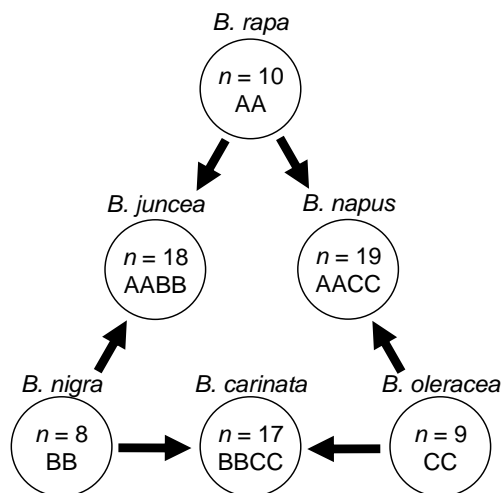 B. rapa
n = 10
AA
B. juncea
n = 18
AABB
B. napus
n = 19
AACC
B. nigra
n = 8
BB
B. carinata
n = 17
BBCC
B. oleracea
n = 9
CC